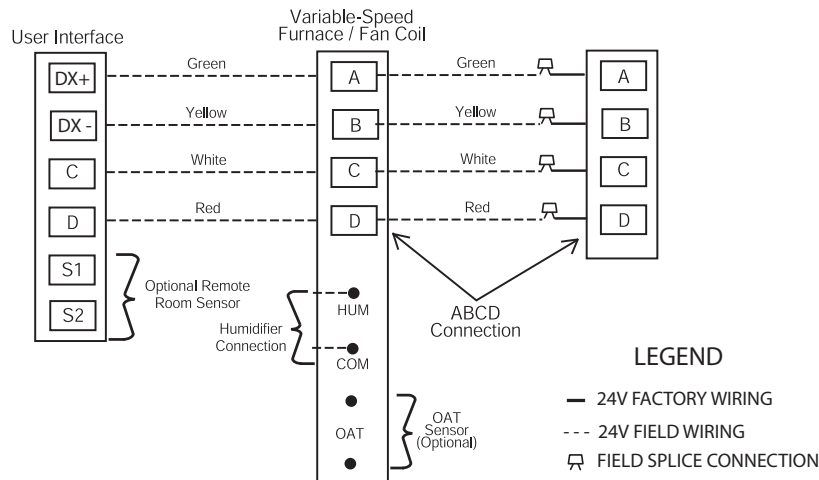 Variable-Speed
Furnace / Fan Coil
User Interface
DX+
Green
A
Green
A
DX -
Yellow
B
Yellow
B
C
White
C
White
C
D
Red
D
Red
D
S1
S2
Optional Remote
Room Sensor
HUM
Humidifier
Connection
COM
ABCD
Connection
OAT
OAT
Sensor
(Optional)
LEGEND
24V FACTORY WIRING
24V FIELD WIRING
FIELD SPLICE CONNECTION